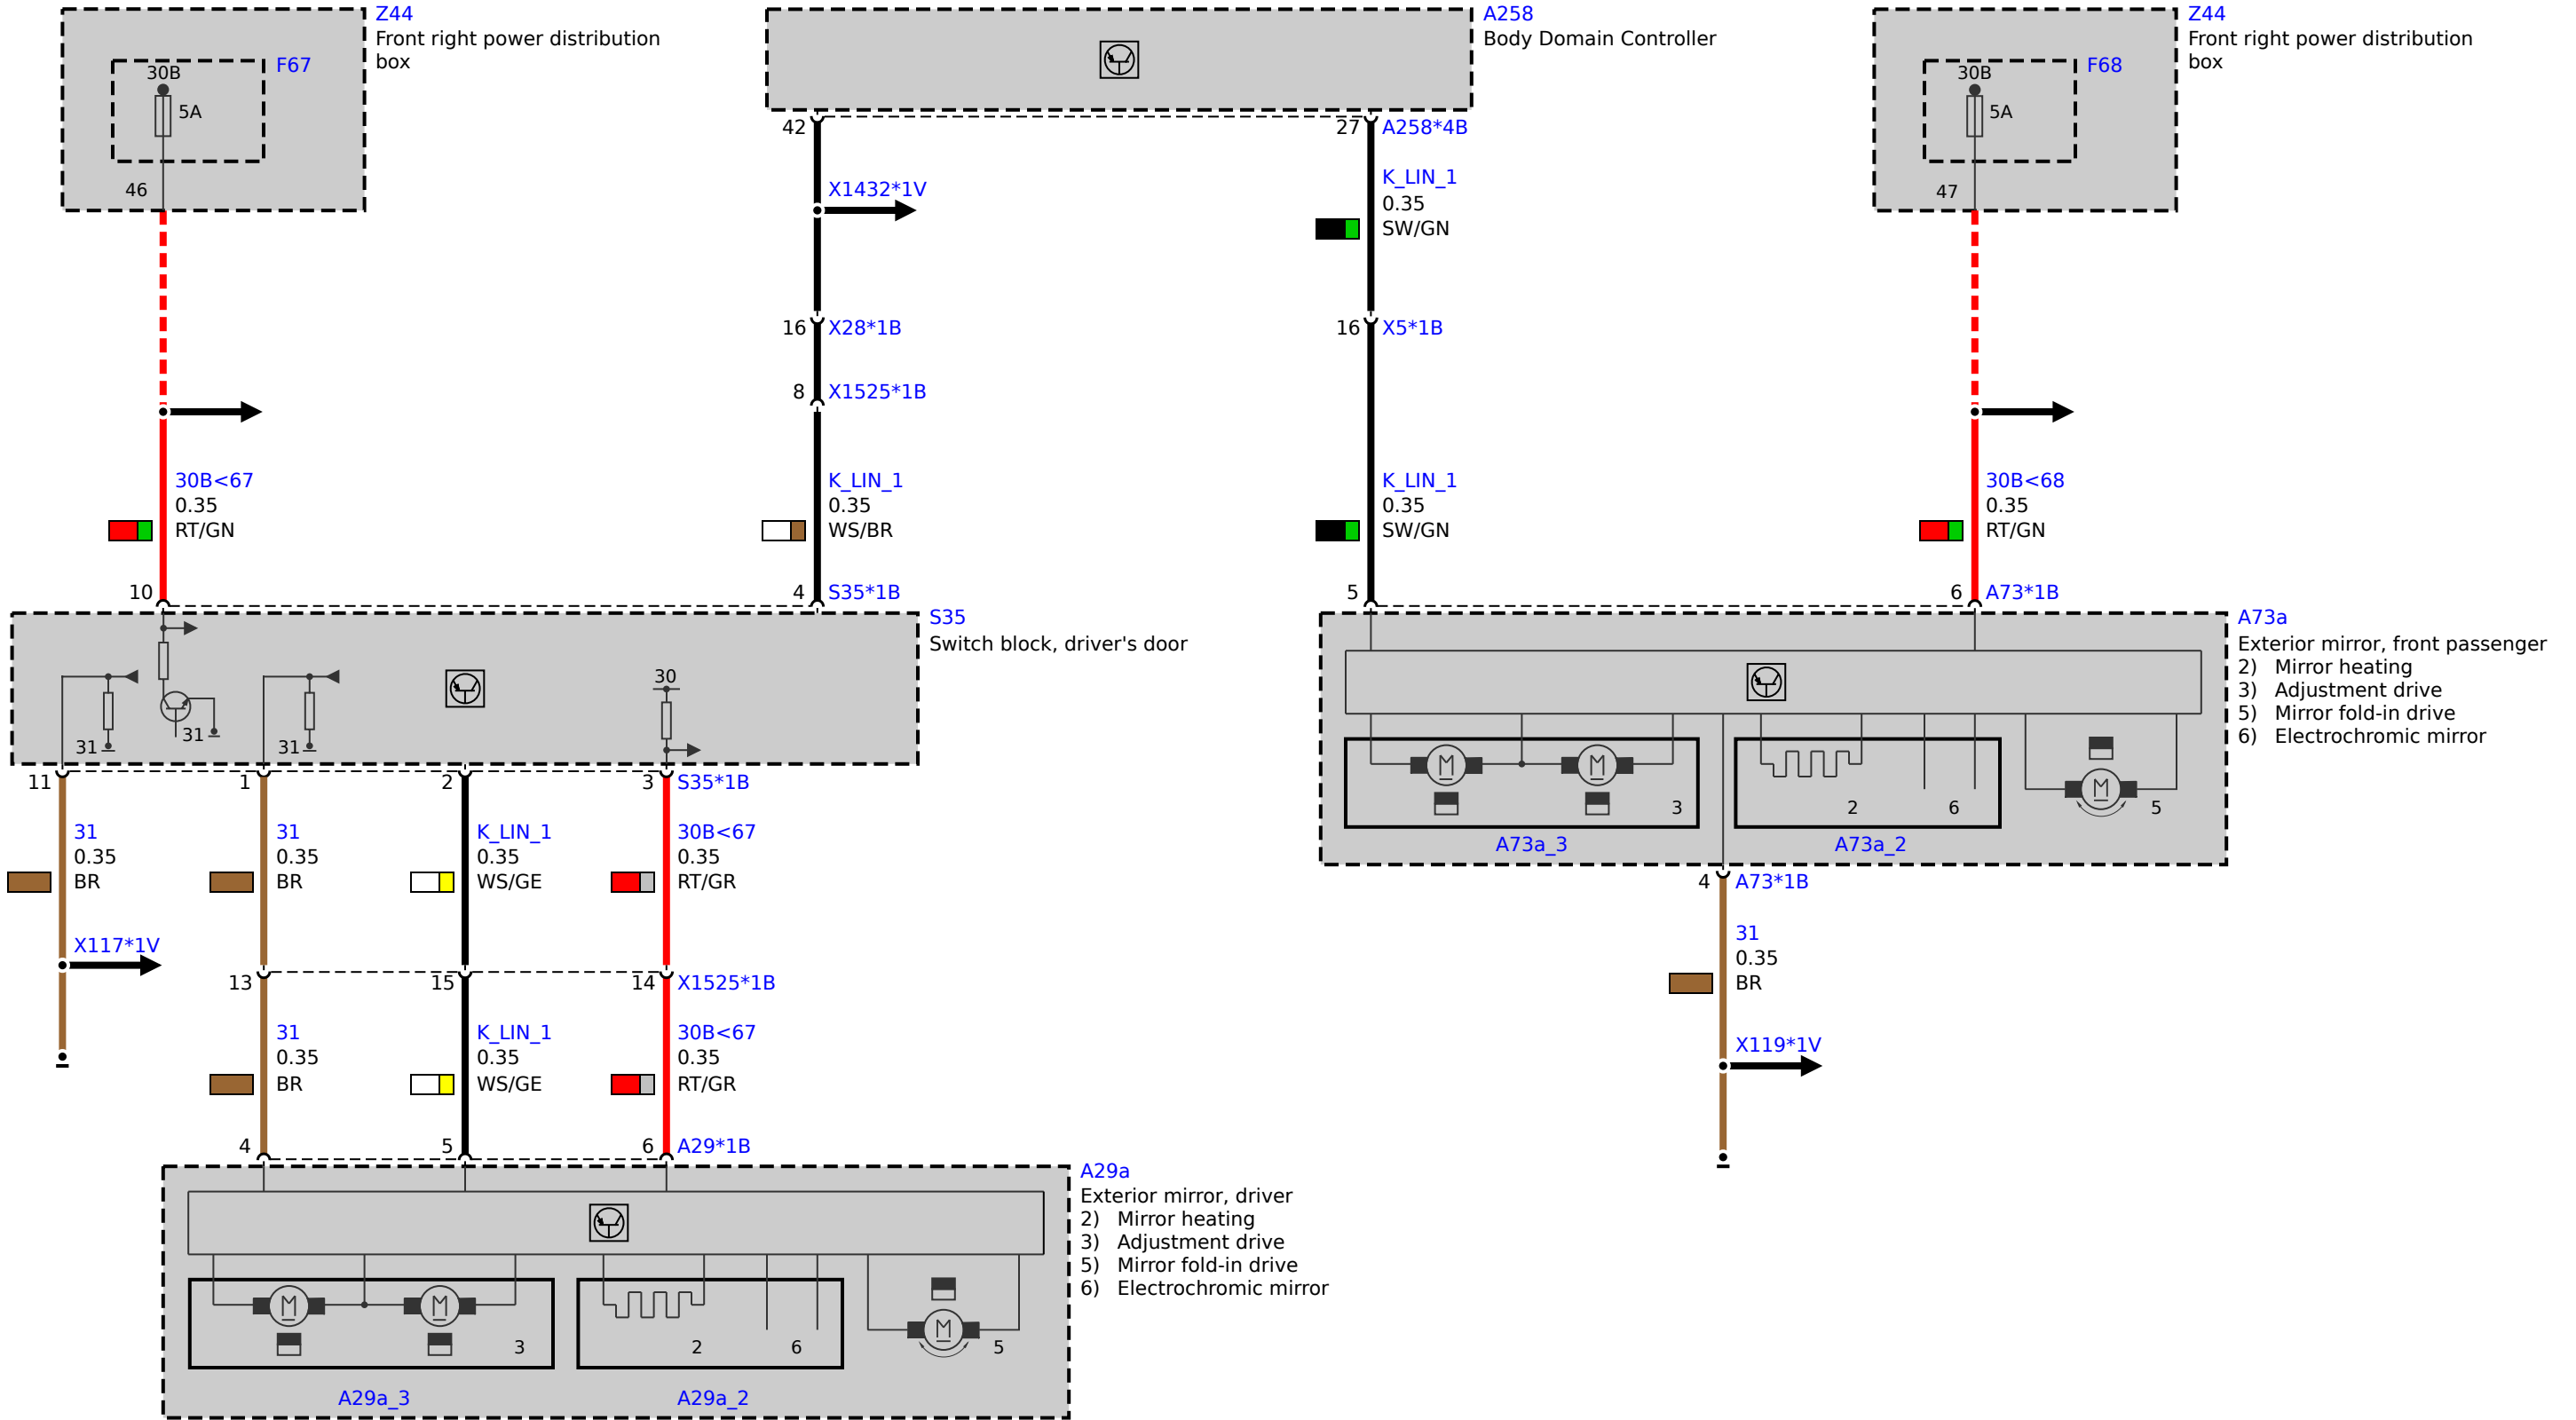 Z44
Front right power distribution
box
F67
30B
5A
46
A258
Body Domain Controller
42
27
A258*4B
Z44
Front right power distribution
box
F68
30B
5A
47
X1432*1V
K_LIN_1
0.35
SW/GN
16
X28*1B
16
X5*1B
8
X1525*1B
30B<67
0.35
RT/GN
K_LIN_1
0.35
WS/BR
K_LIN_1
0.35
SW/GN
30B<68
0.35
RT/GN
10
4
S35*1B
5
6
A73*1B
S35
Switch block, driver's door
31
31
31
30
A73a
Exterior mirror, front passenger
2) Mirror heating
3) Adjustment drive
5) Mirror fold-in drive
6) Electrochromic mirror
M
M
3
2
6
M
5
A73a_3
A73a_2
11
1
2
3
S35*1B
31
0.35
BR
31
0.35
BR
K_LIN_1
0.35
WS/GE
30B<67
0.35
RT/GR
4
A73*1B
31
0.35
BR
X117*1V
13
15
14
X1525*1B
31
0.35
BR
K_LIN_1
0.35
WS/GE
30B<67
0.35
RT/GR
X119*1V
4
5
6
A29*1B
A29a
Exterior mirror, driver
2) Mirror heating
3) Adjustment drive
5) Mirror fold-in drive
6) Electrochromic mirror
M
M
3
2
6
M
5
A29a_3
A29a_2